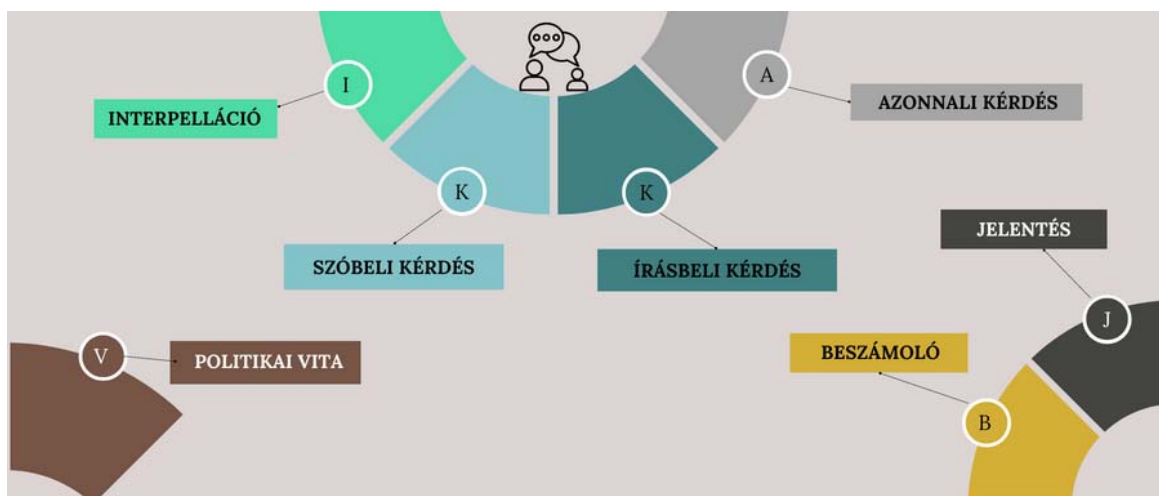 I
INTERPELLÁCIÓ
A
AZONNALI KÉRDÉS
K
SZÓBELI KÉRDÉS
K
ÍRÁSBELI KÉRDÉS
JELENTÉS
J
V
POLITIKAI VITA
BESZÁMOLÓ
B